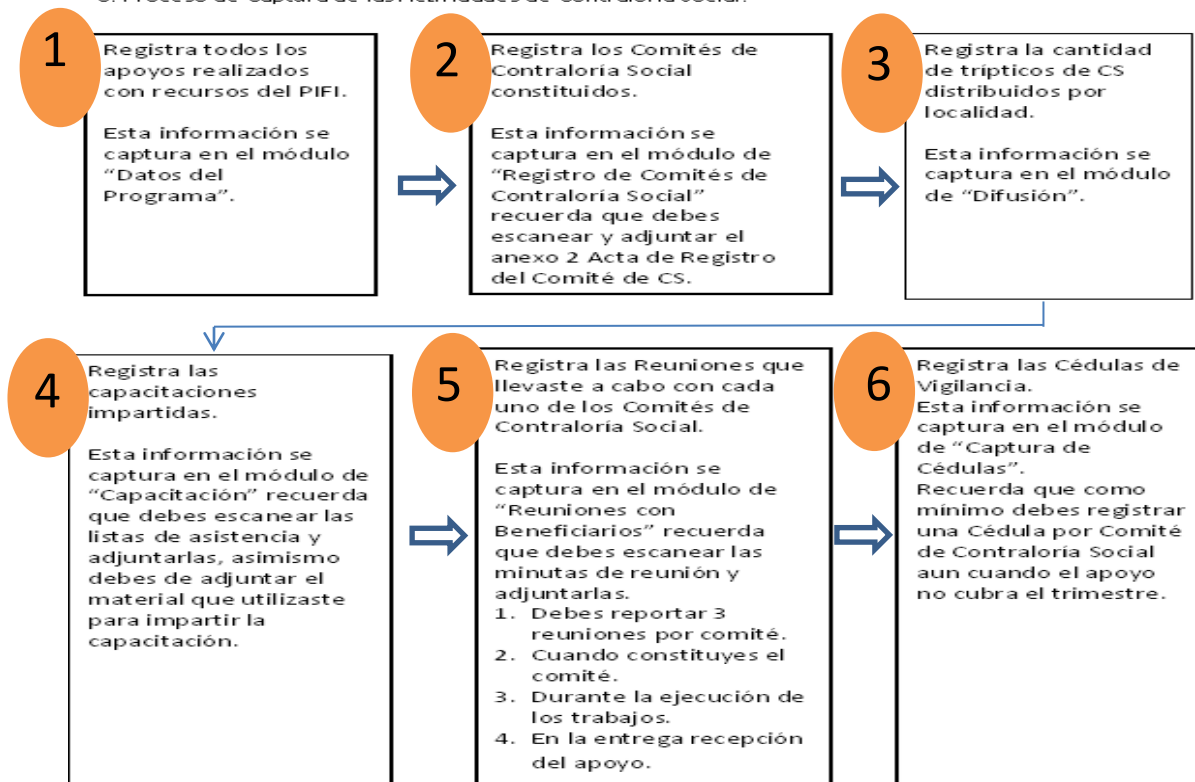 Proceso de Captura de las Actividades de Contraloría Social.
1
Registra todos los
apoyos realizados
con recursos del PIFI.
Esta información se
captura en el módulo
“Datos del
Programa”.
2
Registra los Comités de
Contraloría Social
constituidos.
Esta información se
captura en el módulo de
“Registro de Comités de
Contraloría Social”
recuerda que debes
escanear y adjuntar el
anexo 2 Acta de Registro
del Comité de CS.
3
Registra la cantidad
de trípticos de CS
distribuidos por
localidad.
Esta información se
captura en el módulo
de “Difusión”.
4
Registra las
capacitaciones
impartidas.
Esta información se
captura en el módulo de
“Capacitación” recuerda
que debes escanear las
listas de asistencia y
adjuntarlas, asimismo
debes de adjuntar el
material que utilizaste
para impartir la
capacitación.
5
Registra las Reuniones que
llevaste a cabo con cada
uno de los Comités de
Contraloría Social.
Esta información se
captura en el módulo de
“Reuniones con
Beneficiarios” recuerda
que debes escanear las
minutas de reunión y
adjuntarlas.
1. Debes reportar 3
reuniones por comité.
2. Cuando constituyes el
comité.
3. Durante la ejecución de
los trabajos.
4. En la entrega recepción
del apoyo.
6
Registra las Cédulas de
Vigilancia.
Esta información se
captura en el módulo
de “Captura de
Cédulas”.
Recuerda que como
mínimo debes registrar
una Cédula por Comité
de Contraloría Social
aun cuando el apoyo
no cubra el trimestre.